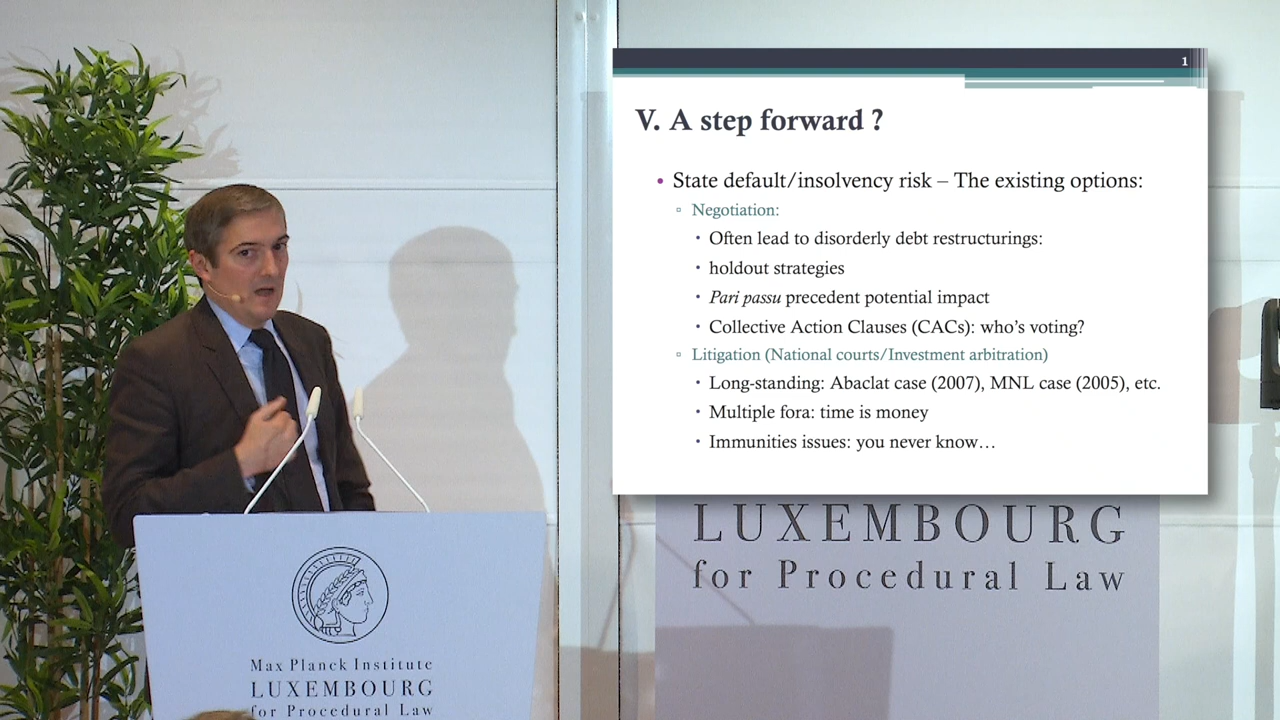 1
V. A step forward ?
• State default/insolvency risk – The existing options:
▫ Negotiation:
• Often lead to disorderly debt restructurings:
• holdout strategies
• Pari passu precedent potential impact
• Collective Action Clauses (CACs): who's voting?
▫ Litigation (National courts/Investment arbitration)
• Long-standing: Abaclat case (2007), MNL case (2005), etc.
• Multiple fora: time is money
• Immunities issues: you never know…
LUXEMBOURG
for Procedural Law
Max Planck Institute
LUXEMBOURG
for Procedural Law